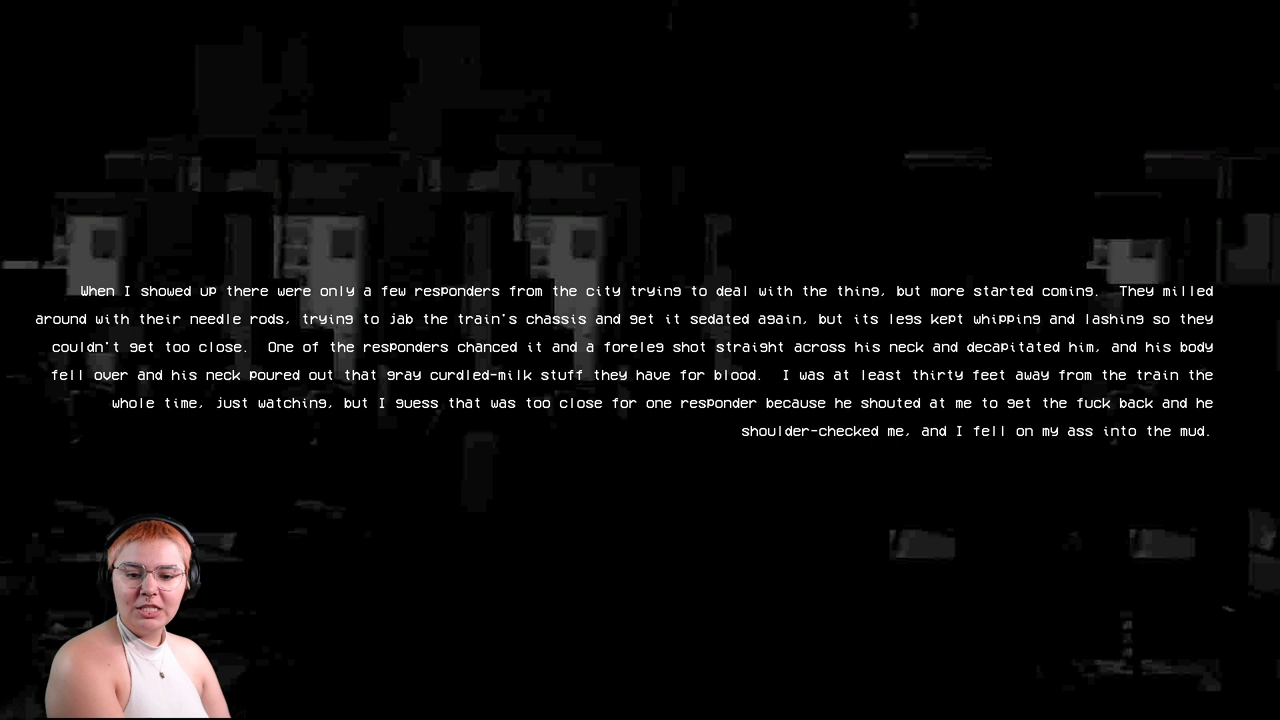 When I showed up there were only a few responders from the city trying to deal with the thing, but more started coming.  They milled
around with their needle rods, trying to jab the train's chassis and get it sedated again, but its legs kept whipping and lashing so they
couldn't get too close.  One of the responders chanced it and a foreleg shot straight across his neck and decapitated him, and his body
fell over and his neck poured out that gray curdled-milk stuff they have for blood.  I was at least thirty feet away from the train the
whole time, just watching, but I guess that was too close for one responder because he shouted at me to get the fuck back and he
shoulder-checked me, and I fell on my ass into the mud.